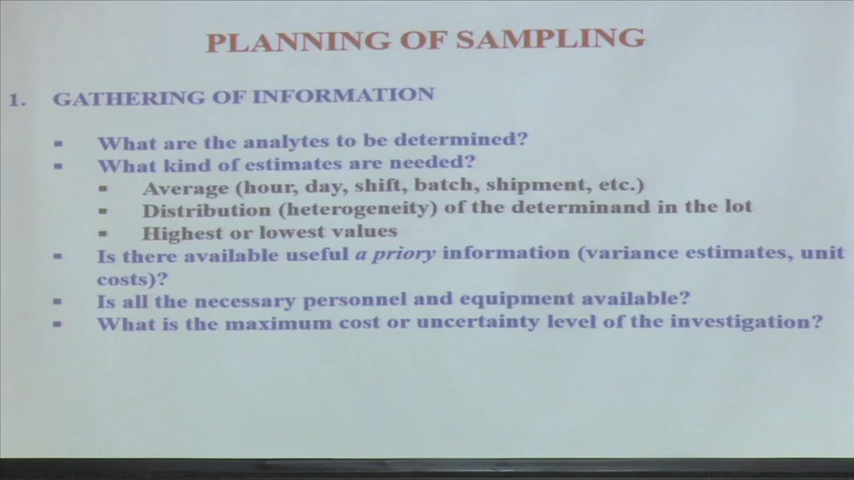 PLANNING OF SAMPLING
1. GATHERING OF INFORMATION
▪ What are the analytes to be determined?
▪ What kind of estimates are needed?
▪ Average (hour, day, shift, batch, shipment, etc.)
▪ Distribution (heterogeneity) of the determinand in the lot
▪ Highest or lowest values
▪ Is there available useful a priory information (variance estimates, unit
costs)?
▪ Is all the necessary personnel and equipment available?
▪ What is the maximum cost or uncertainty level of the investigation?